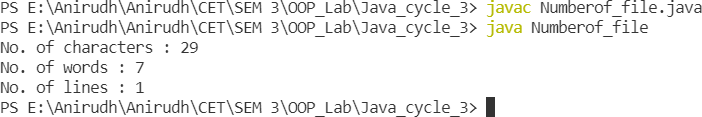 PS E:\Anirudh\Anirudh\CET\SEM 3\OOP_Lab\Java_cycle_3> javac Numberof_file.java
PS E:\Anirudh\Anirudh\CET\SEM 3\OOP_Lab\Java_cycle_3> java Numberof_file
No. of characters : 29
No. of words : 7
No. of lines : 1
PS E:\Anirudh\Anirudh\CET\SEM 3\OOP_Lab\Java_cycle_3>